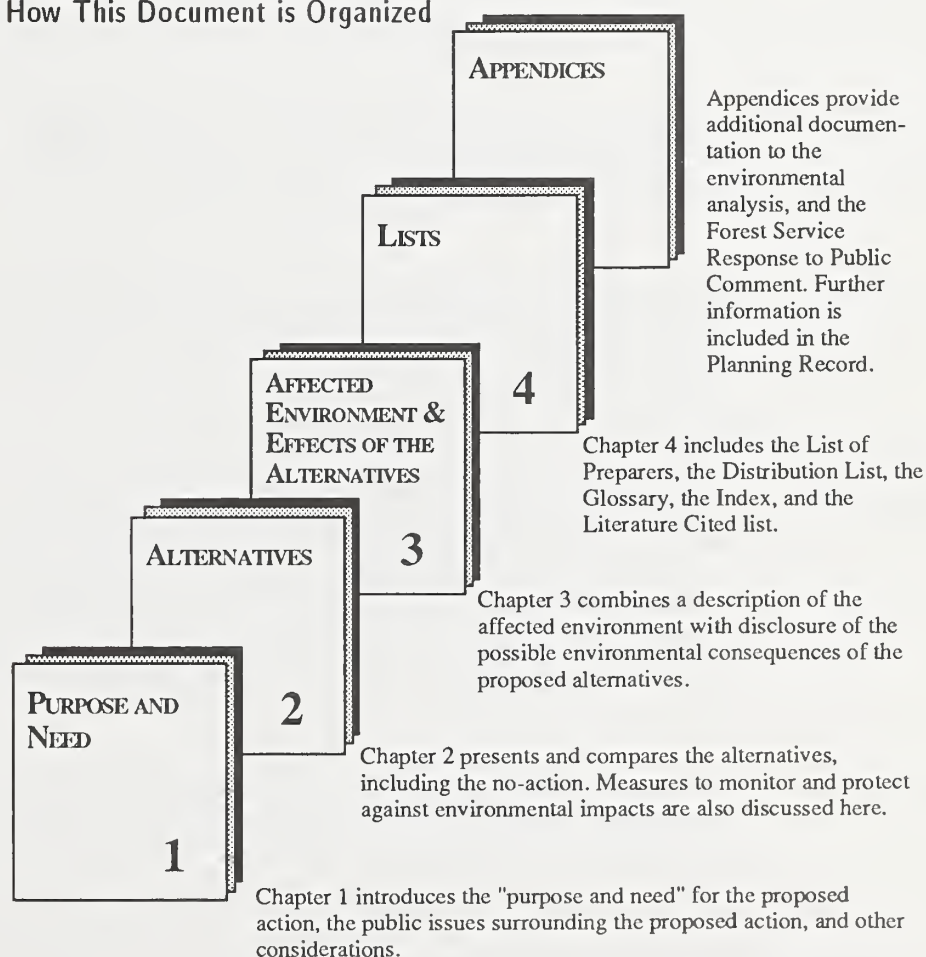 How This Document is Organized
APPENDICES
Appendices provide
additional documen-
tation to the
environmental
analysis, and the
Forest Service
Response to Public
Comment. Further
information is
included in the
Planning Record.
LISTS
4
Chapter 4 includes the List of
Preparers, the Distribution List, the
Glossary, the Index, and the
Literature Cited list.
AFFECTED
ENVIRONMENT &
EFFECTS OF THE
ALTERNATIVES
3
Chapter 3 combines a description of the
affected environment with disclosure of the
possible environmental consequences of the
proposed alternatives.
ALTERNATIVES
2
Chapter 2 presents and compares the alternatives,
including the no-action. Measures to monitor and protect
against environmental impacts are also discussed here.
PURPOSE AND
NEED
1
Chapter 1 introduces the "purpose and need" for the proposed
action, the public issues surrounding the proposed action, and other
considerations.